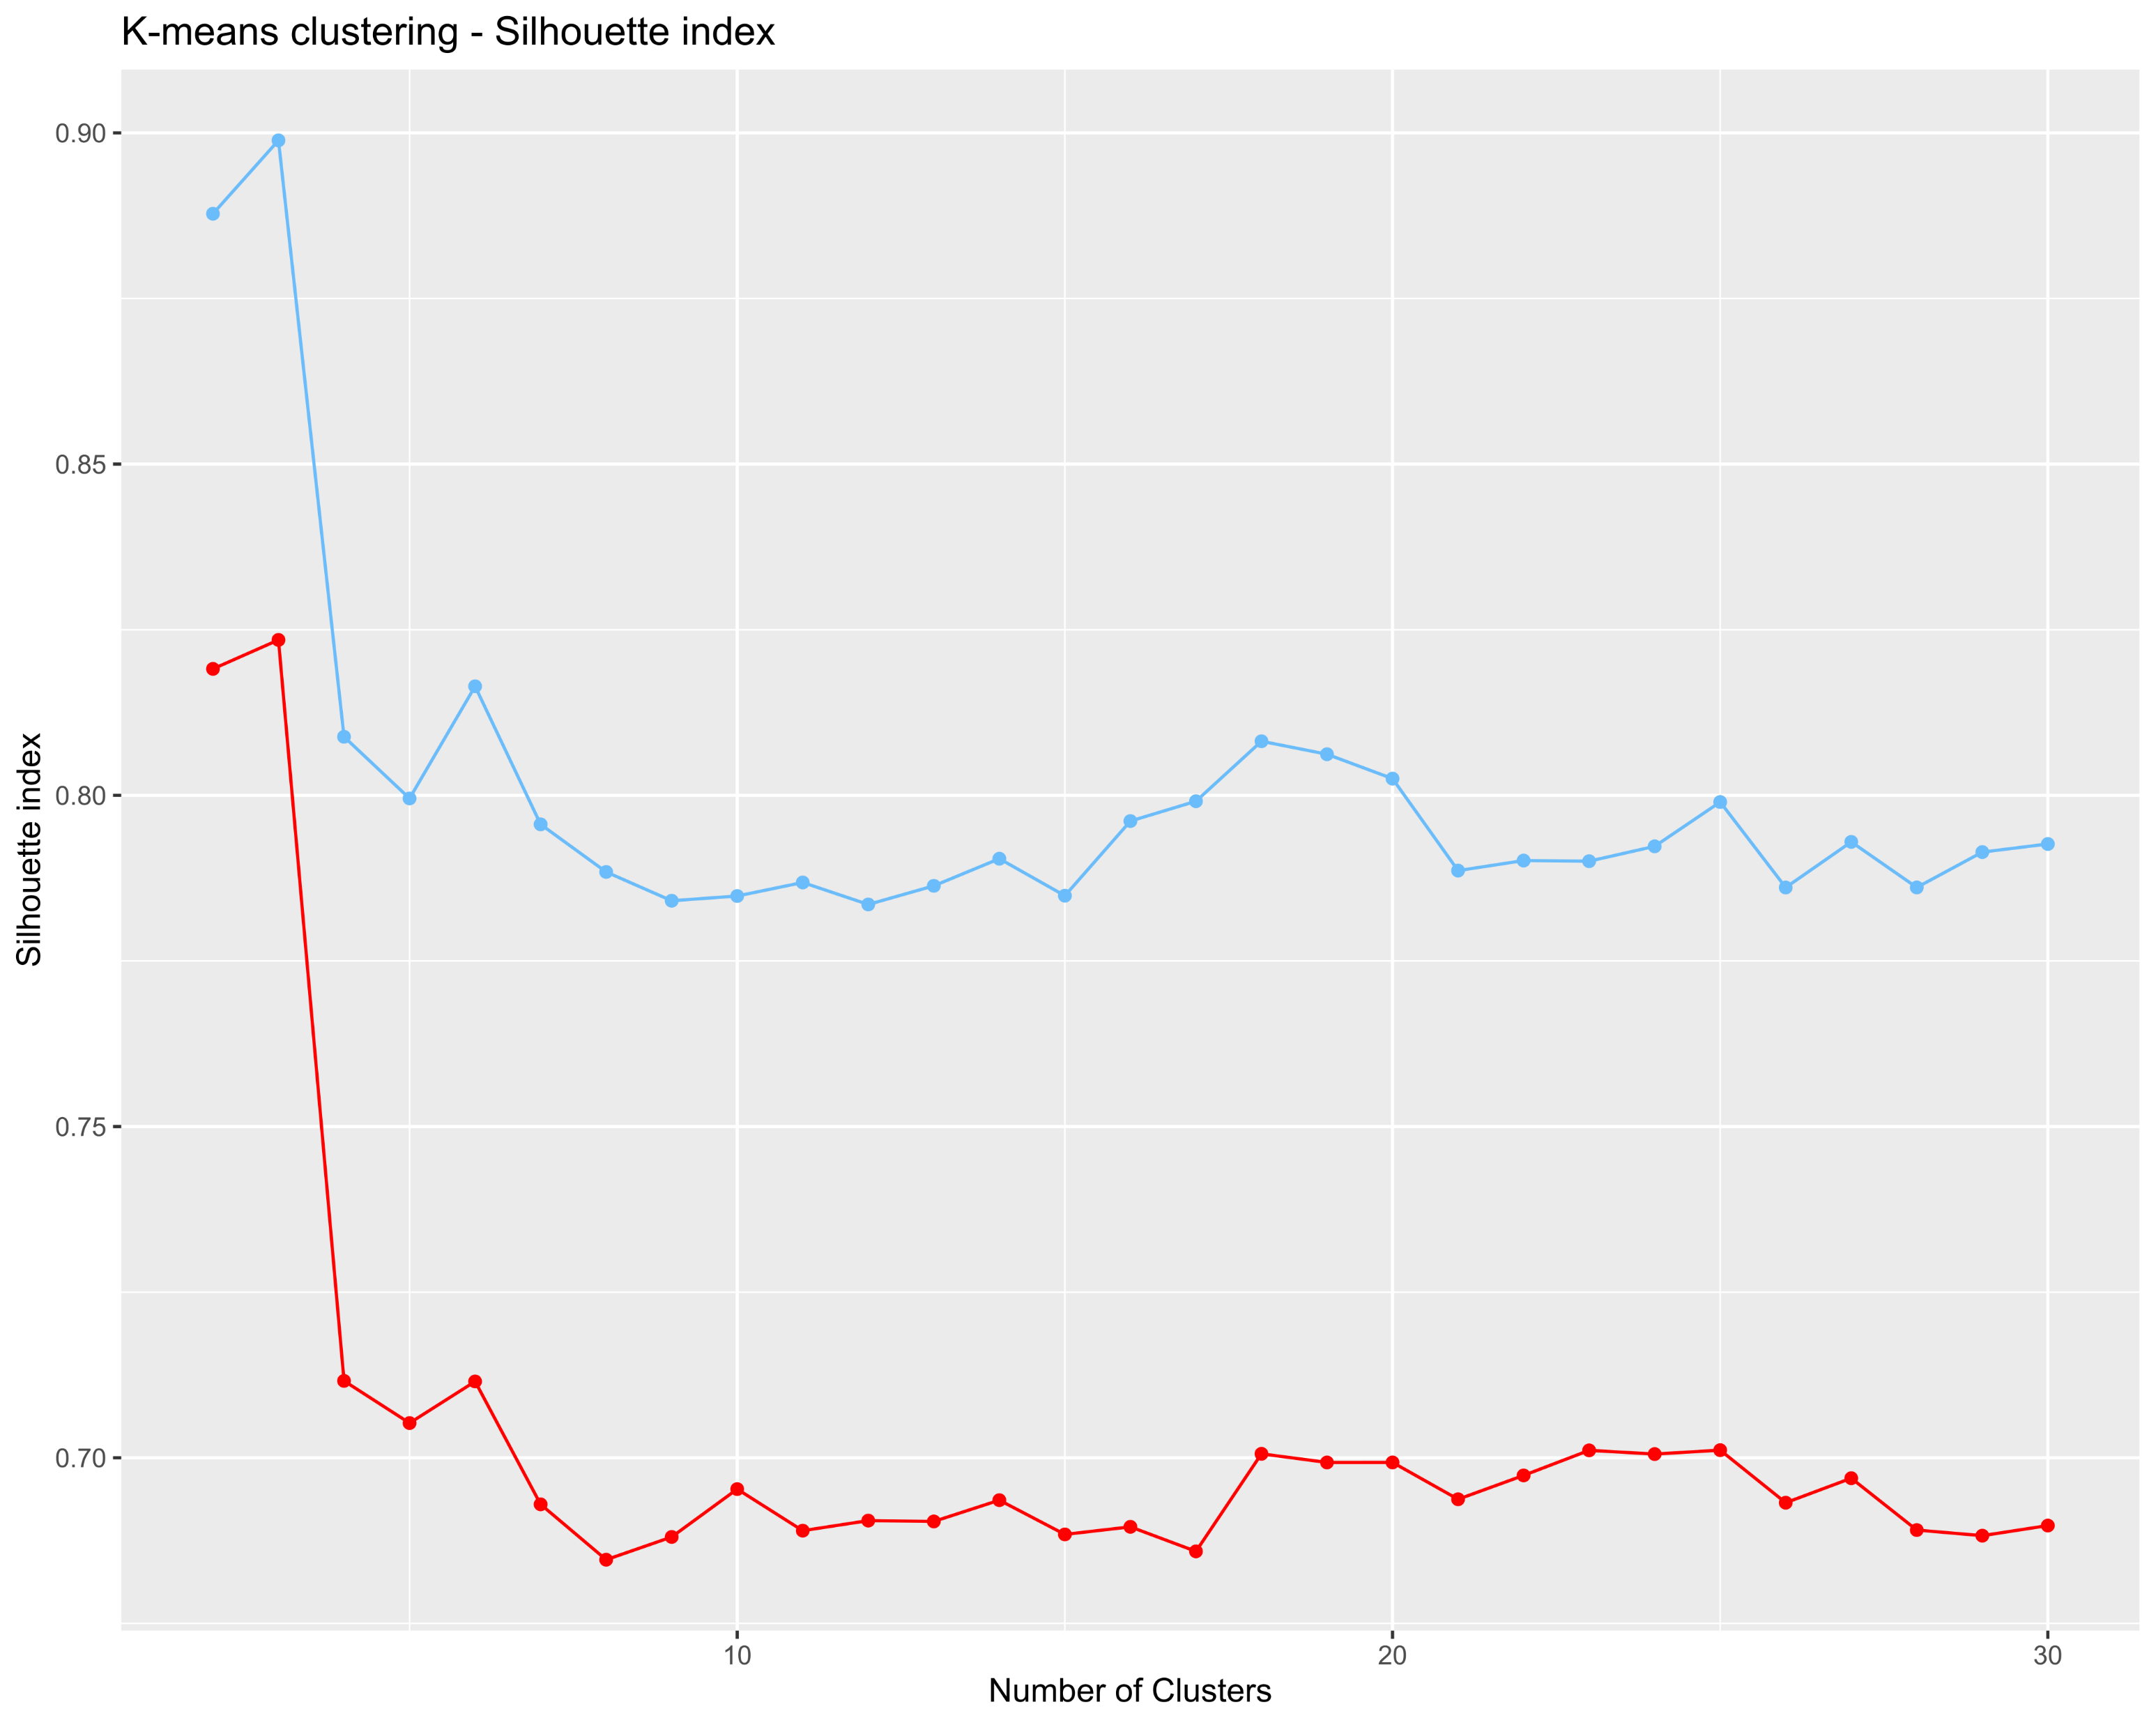 K-means clustering - Silhouette index
Silhouette index
0.90
0.85
0.80
0.75
0.70
10 20 30
Number of Clusters